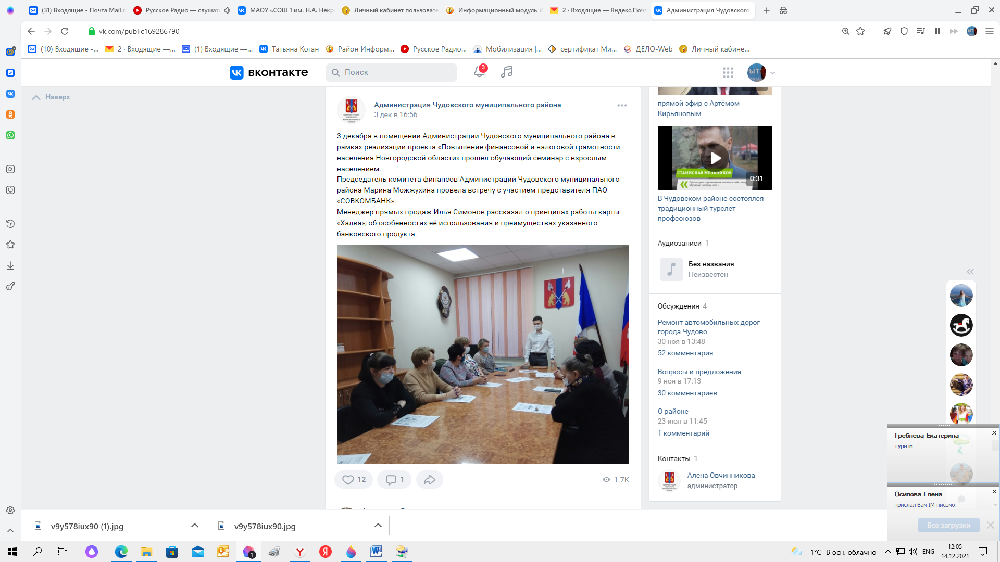 (31) Входящие - Почта Mail.r
Русское Радио — слушат
МАОУ «СОШ 1 им. Н.А. Некр
Личный кабинет пользовате
Информационный модуль И
2 · Входящие — Яндекс.Почт
Администрация Чудовского
vk.com/public169286790
(10) Входящие -...
2 · Входящие —...
(1) Входящие —...
Татьяна Коган
Район Информ...
Русское Радио...
Мобилизация |...
сертификат Ми...
ДЕЛО-Web
Личный кабине...
вконтакте
Поиск
3
Наверх
Администрация Чудовского муниципального района
3 дек в 16:56
3 декабря в помещении Администрации Чудовского муниципального района в
рамках реализации проекта «Повышение финансовой и налоговой грамотности
населения Новгородской области» прошел обучающий семинар с взрослым
населением.
Председатель комитета финансов Администрации Чудовского муниципального
района Марина Можжухина провела встречу с участием представителя ПАО
«СОВКОМБАНК».
Менеджер прямых продаж Илья Симонов рассказал о принципах работы карты
«Халва», об особенностях её использования и преимуществах указанного
банковского продукта.
12
1
1.7K
прямой эфир с Артёмом
Кирьяновым
СТАНИСЛАВ МЕЛЬНИКОВ
0:31
В Чудовском районе состоялся
традиционный турслет
профсоюзов
Аудиозаписи 1
Без названия
Неизвестен
Обсуждения 4
Ремонт автомобильных дорог
города Чудово
30 ноя в 13:48
52 комментария
Вопросы и предложения
9 ноя в 17:13
30 комментариев
О районе
23 июл в 11:45
1 комментарий
Контакты 1
Алена Овчинникова
администратор
Гребнева Екатерина
туризм
Осипова Елена
прислал Вам IM-письмо.
Все загрузки
v9y578iux90 (1).jpg
v9y578iux90.jpg
1
-1°C В осн. облачно
ENG
12:05
14.12.2021